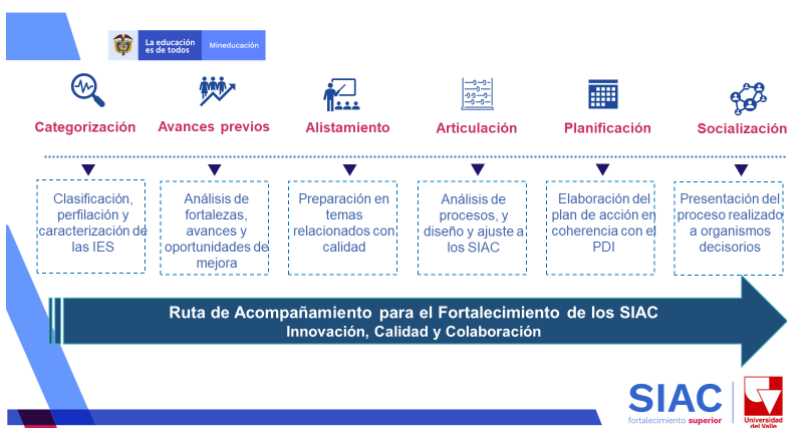 La educación
es de todos
Mineducación
Categorización
Avances previos
Alistamiento
Articulación
Planificación
Socialización
Clasificación,
perfilación y
caracterización de
las IES
Análisis de
fortalezas,
avances y
oportunidades de
mejora
Preparación en
temas
relacionados con
calidad
Análisis de
procesos, y
diseño y ajuste a
los SIAC
Elaboración del
plan de acción en
coherencia con el
PDI
Presentación del
proceso realizado
a organismos
decisorios
Ruta de Acompañamiento para el Fortalecimiento de los SIAC
Innovación, Calidad y Colaboración
SIAC
fortalecimiento superior
Universidad
del Valle